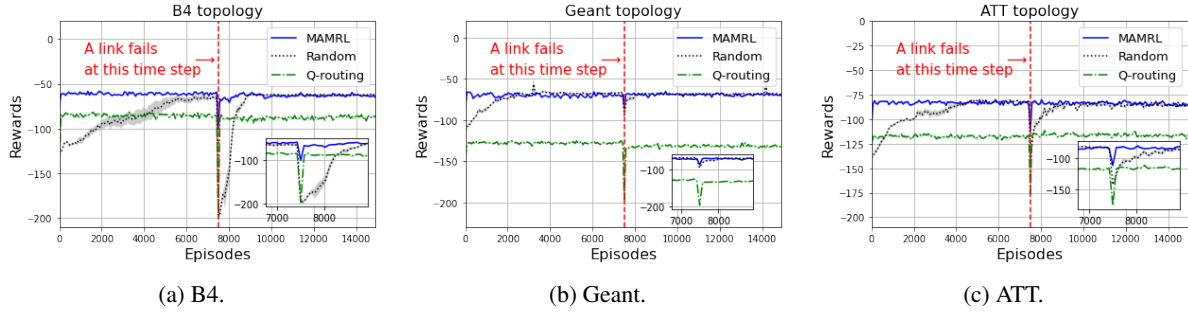 B4 topology
0
−50
−100
−150
−200
Rewards
A link fails
at this time step
MAMRL
Random
Q-routing
−100
−200
7000 8000
0 2000 4000 6000 8000 10000 12000 14000
Episodes
(a) B4.
Geant topology
0
−50
−100
−150
−200
Rewards
A link fails
at this time step
MAMRL
Random
Q-routing
−100
−200
7000 8000
0 2000 4000 6000 8000 10000 12000 14000
Episodes
(b) Geant.
ATT topology
0
−25
−50
−75
−100
−125
−150
−175
−200
Rewards
A link fails
at this time step
MAMRL
Random
Q-routing
−100
−150
7000 8000
0 2000 4000 6000 8000 10000 12000 14000
Episodes
(c) ATT.